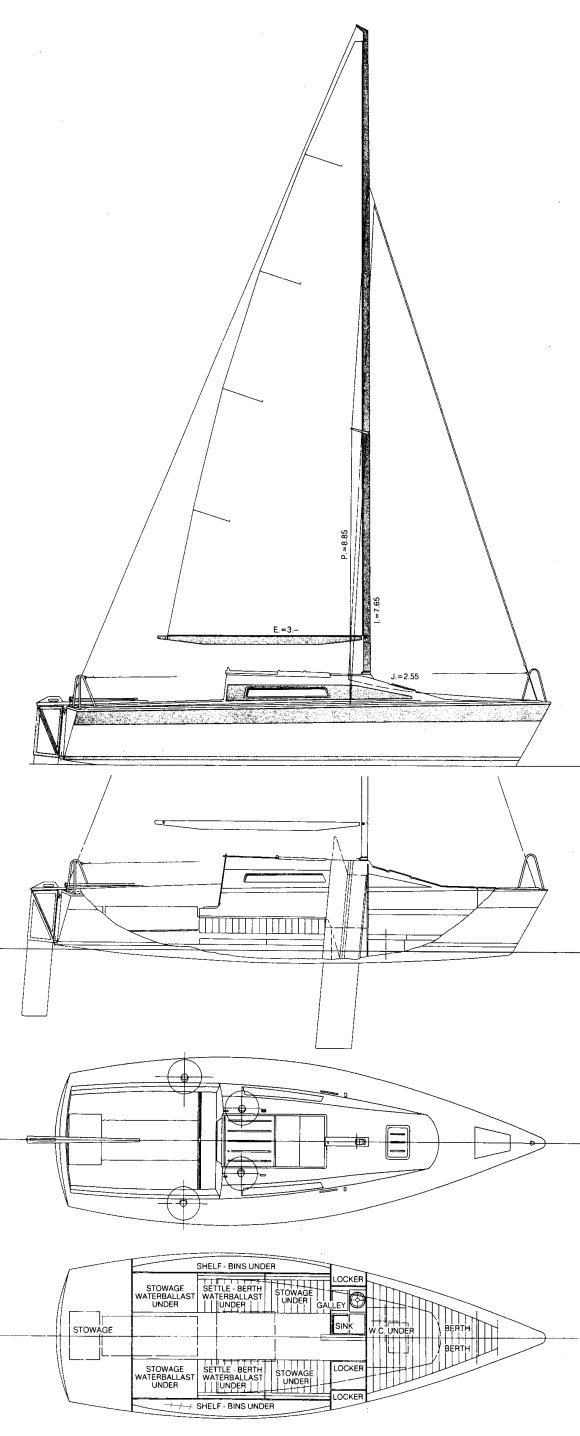 P.=8.85
I.=7.65
E.=3.–
J.=2.55
SHELF - BINS UNDER
LOCKER
STOWAGE
WATERBALLAST
UNDER
SETTLE - BERTH
WATERBALLAST
UNDER
STOWAGE
UNDER
GALLEY
SINK
STOWAGE
W.C. UNDER
BERTH
BERTH
STOWAGE
WATERBALLAST
UNDER
SETTLE - BERTH
WATERBALLAST
UNDER
STOWAGE
UNDER
LOCKER
LOCKER
SHELF - BINS UNDER